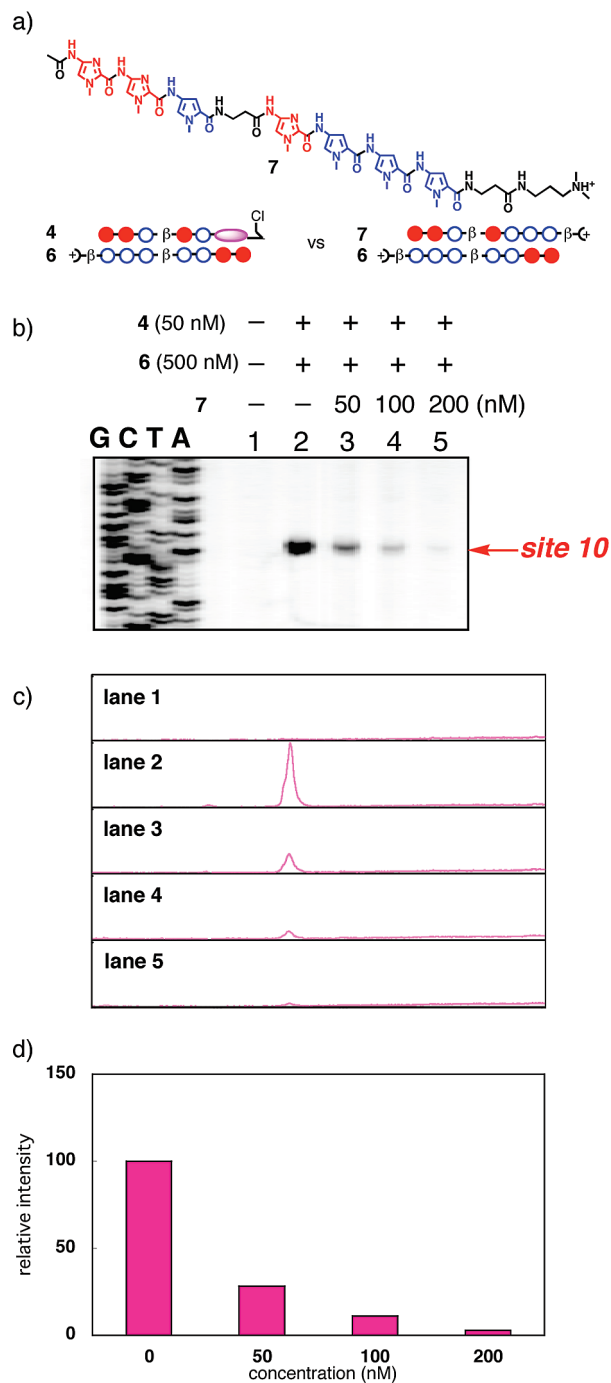 a)
7
4 Cl
β
6 +β β
vs
7 β β+
6 +β β
b)
4 (50 nM) − + + + +
6 (500 nM) − + + + +
7 − − 50 100 200 (nM)
G C T A 1 2 3 4 5
site 10
c)
lane 1
lane 2
lane 3
lane 4
lane 5
d)
150
100
50
0
relative intensity
0 50 100 200
concentration (nM)